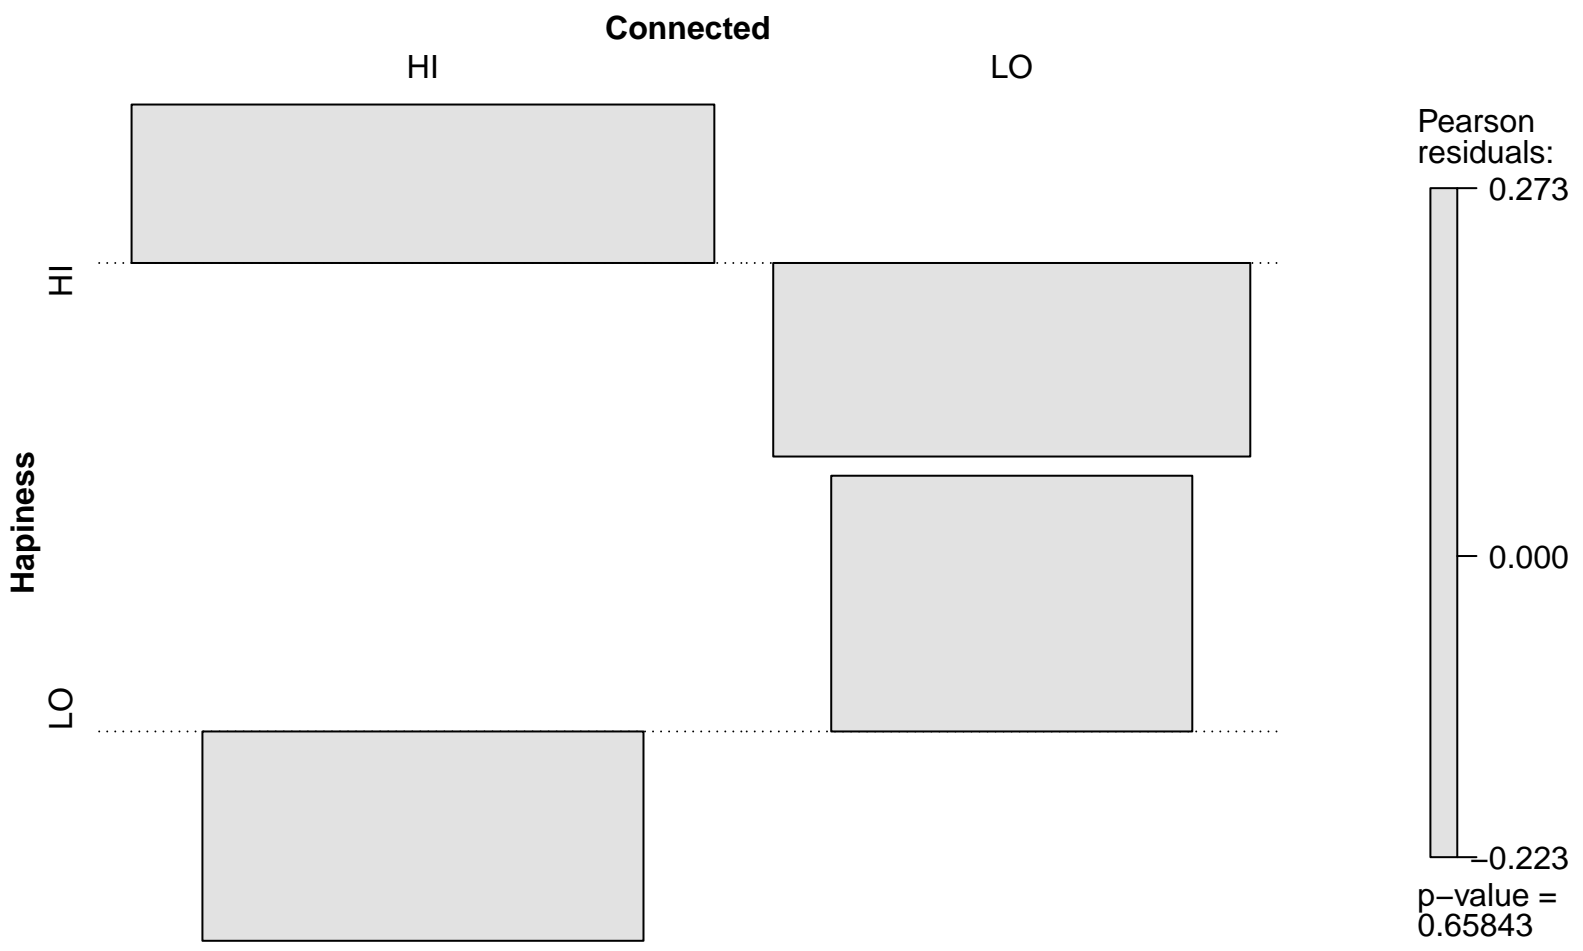 Connected
HI LO
HI
Hapiness
LO
Pearson
residuals:
0.273
0.000
−0.223
p−value =
0.65843